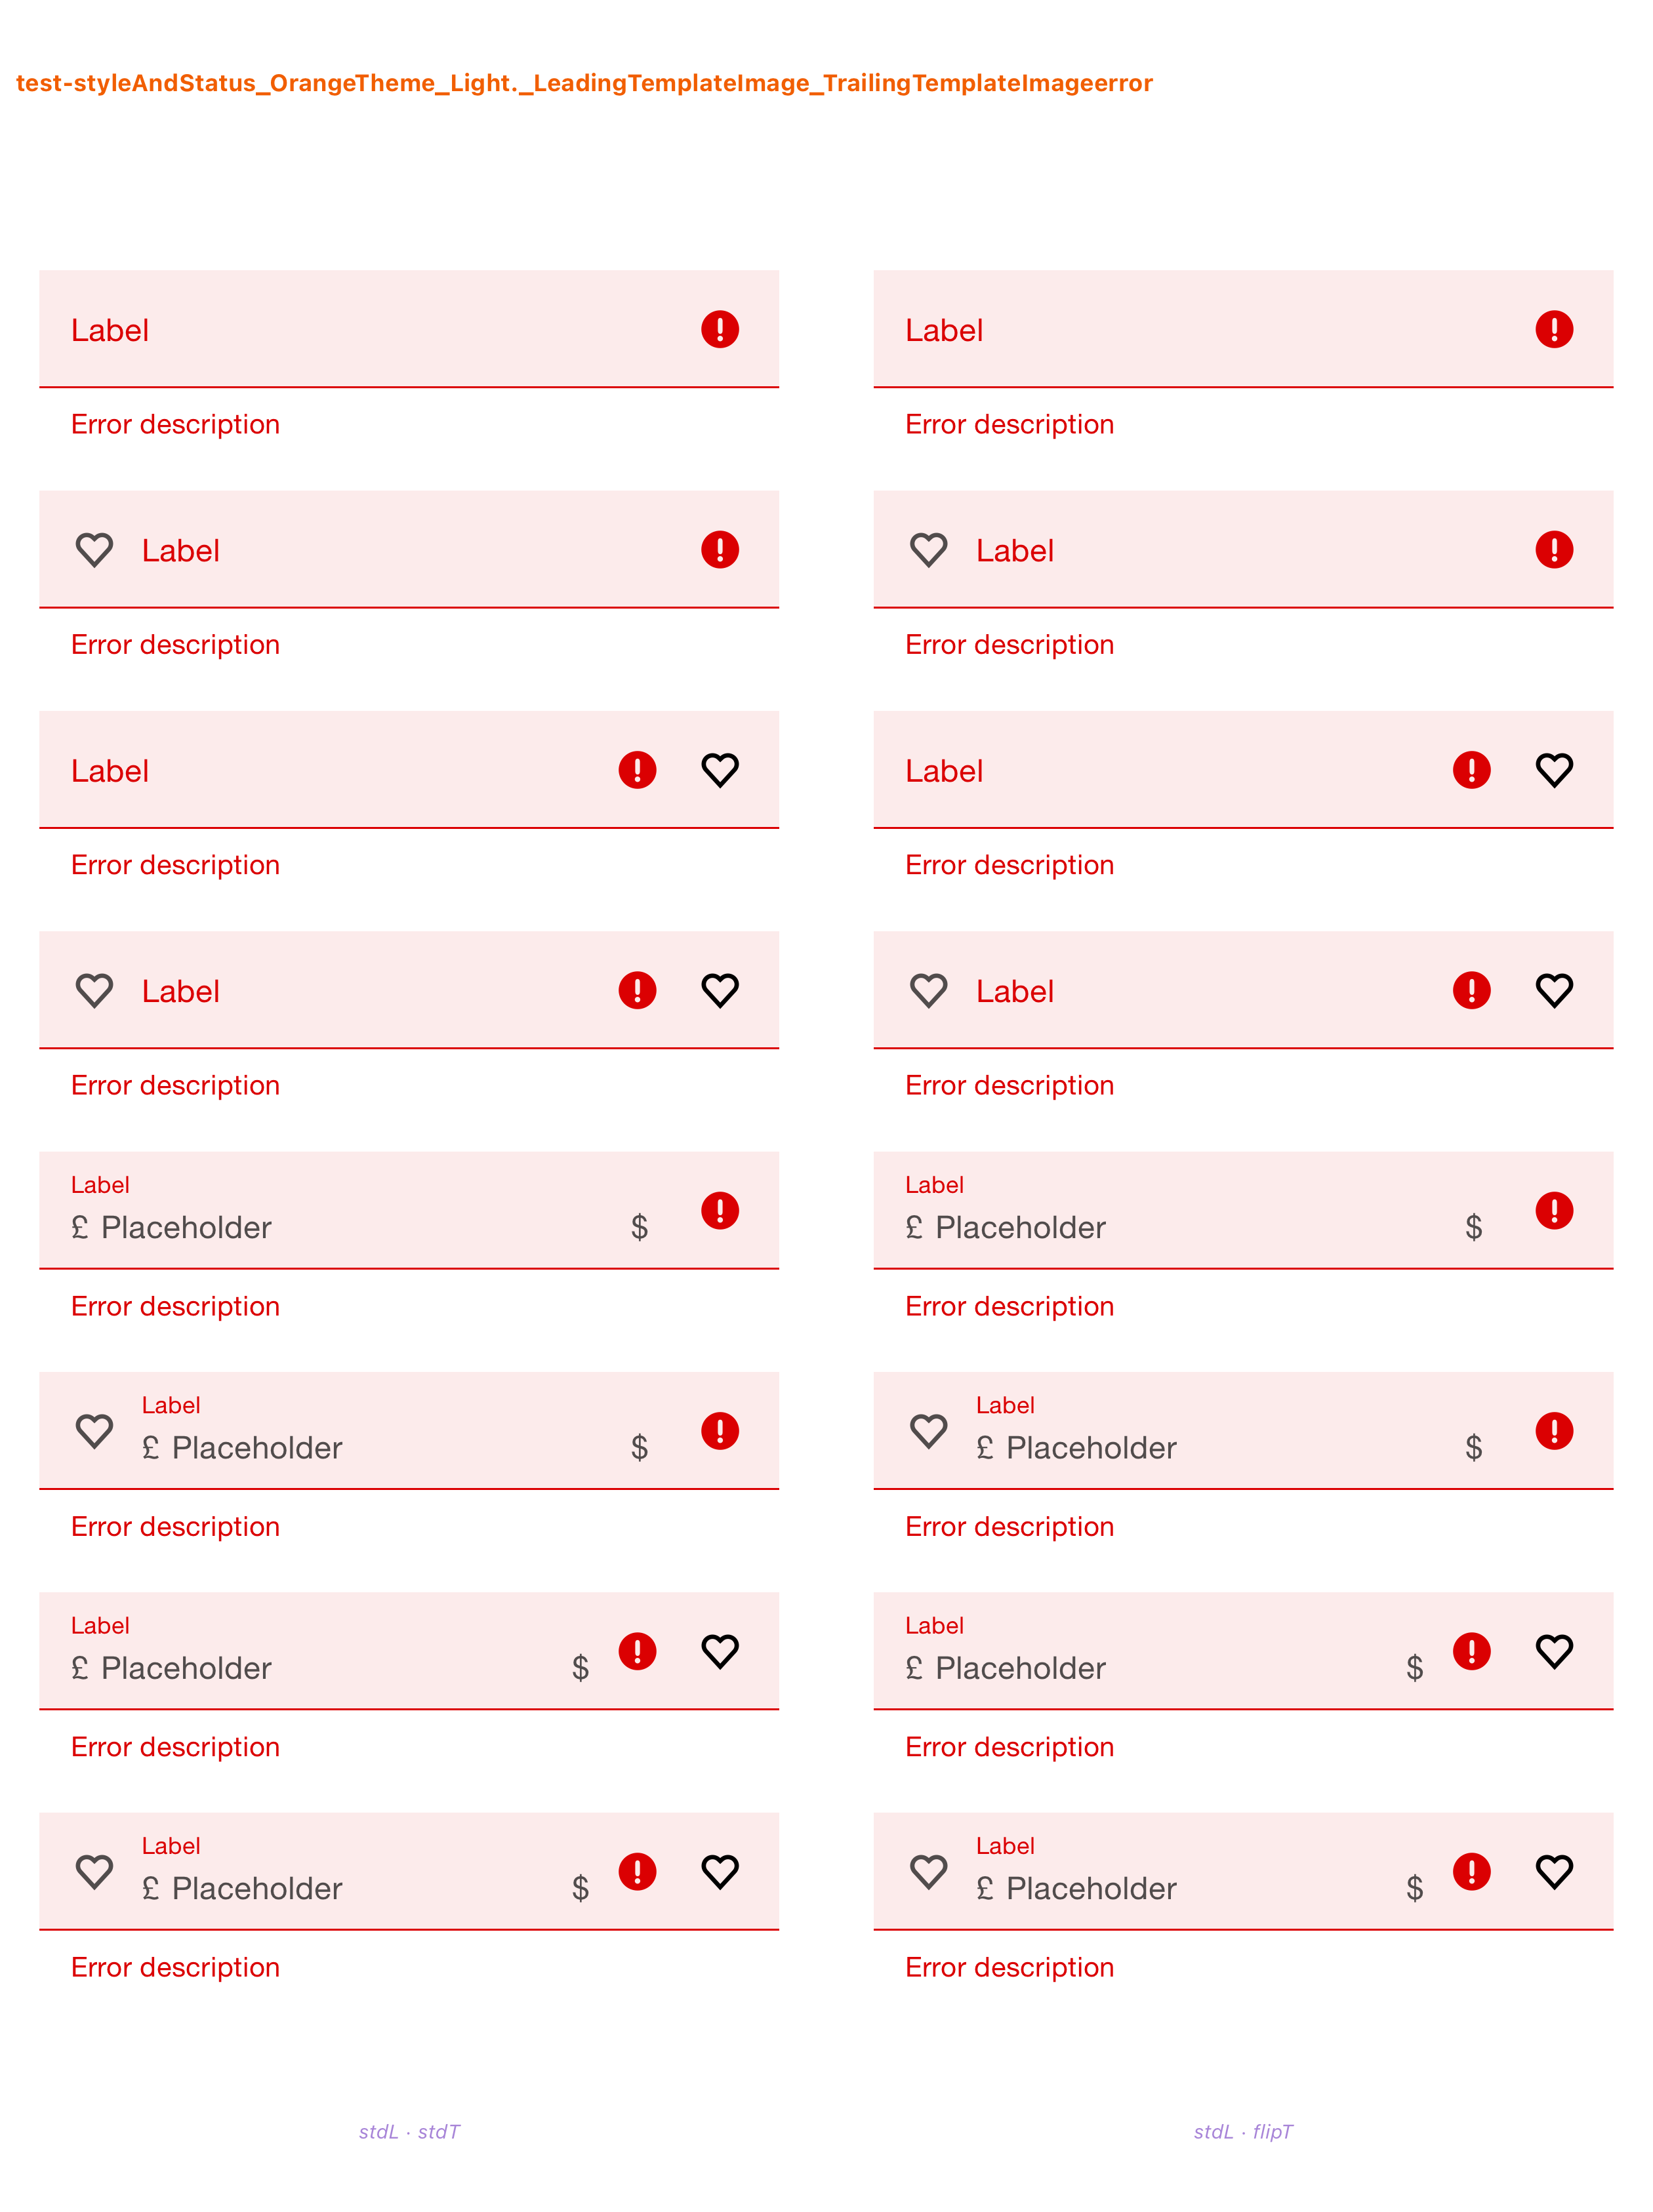 test-styleAndStatus_OrangeTheme_Light._LeadingTemplateImage_TrailingTemplateImageerror
Label
Error description
Label
Error description
Label
Error description
Label
Error description
Label
£ Placeholder $
Error description
Label
£ Placeholder $
Error description
Label
£ Placeholder $
Error description
Label
£ Placeholder $
Error description
stdL · stdT
Label
Error description
Label
Error description
Label
Error description
Label
Error description
Label
£ Placeholder $
Error description
Label
£ Placeholder $
Error description
Label
£ Placeholder $
Error description
Label
£ Placeholder $
Error description
stdL · flipT